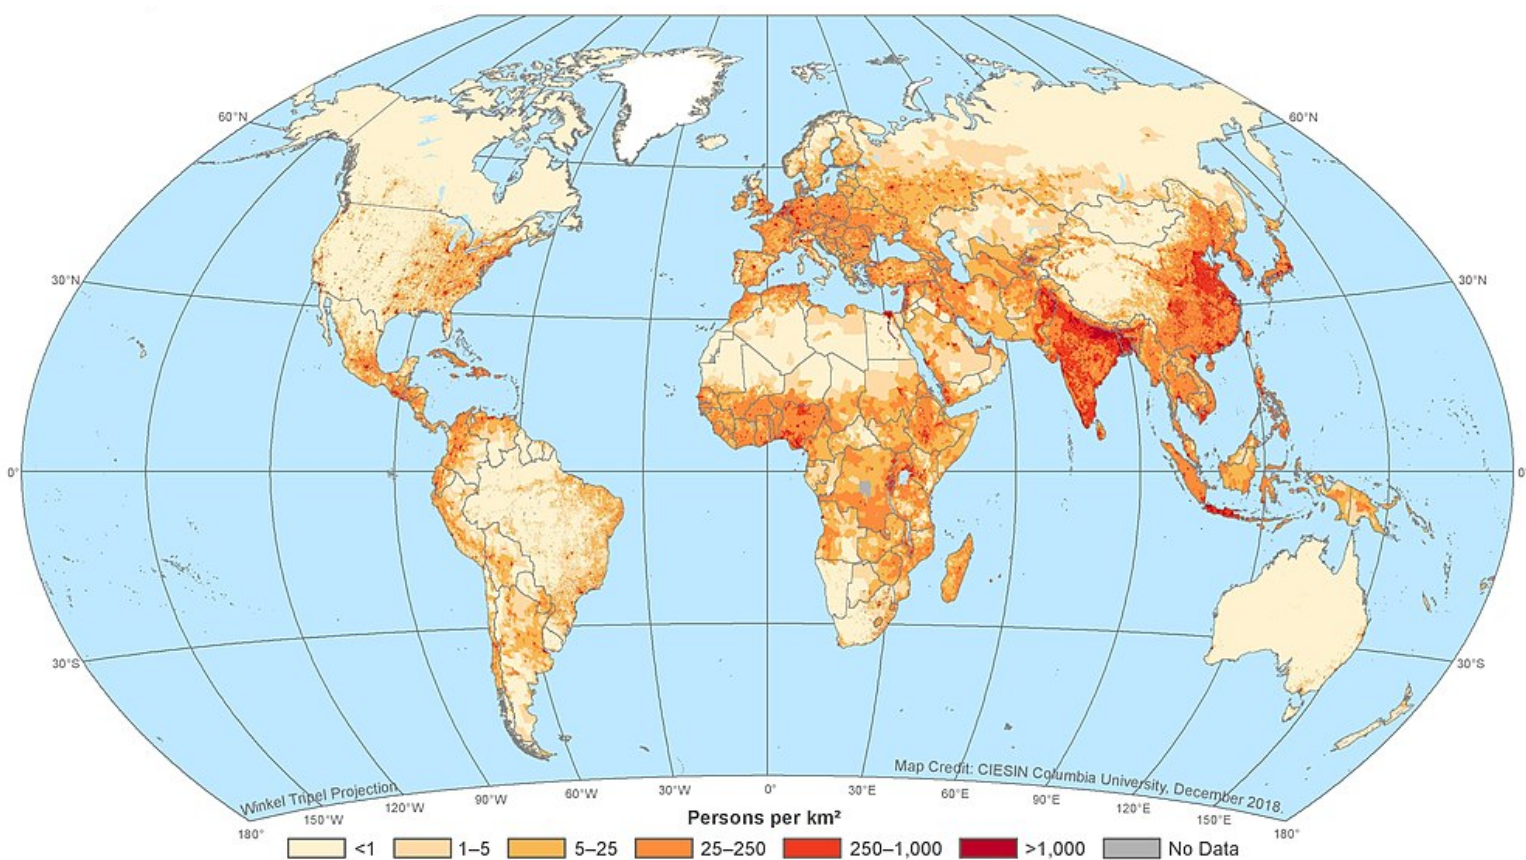 60°N
60°N
30°N
30°N
0°
0
30°S
30°S
Winkel Tripel Projection
Map Credit: CIESIN Columbia University, December 2018.
180°
150°W
120°W
90°W
60°W
30°W
0°
30°E
60°E
90°E
120°E
150°E
180°
Persons per km²
<1
1–5
5–25
25–250
250–1,000
>1,000
No Data